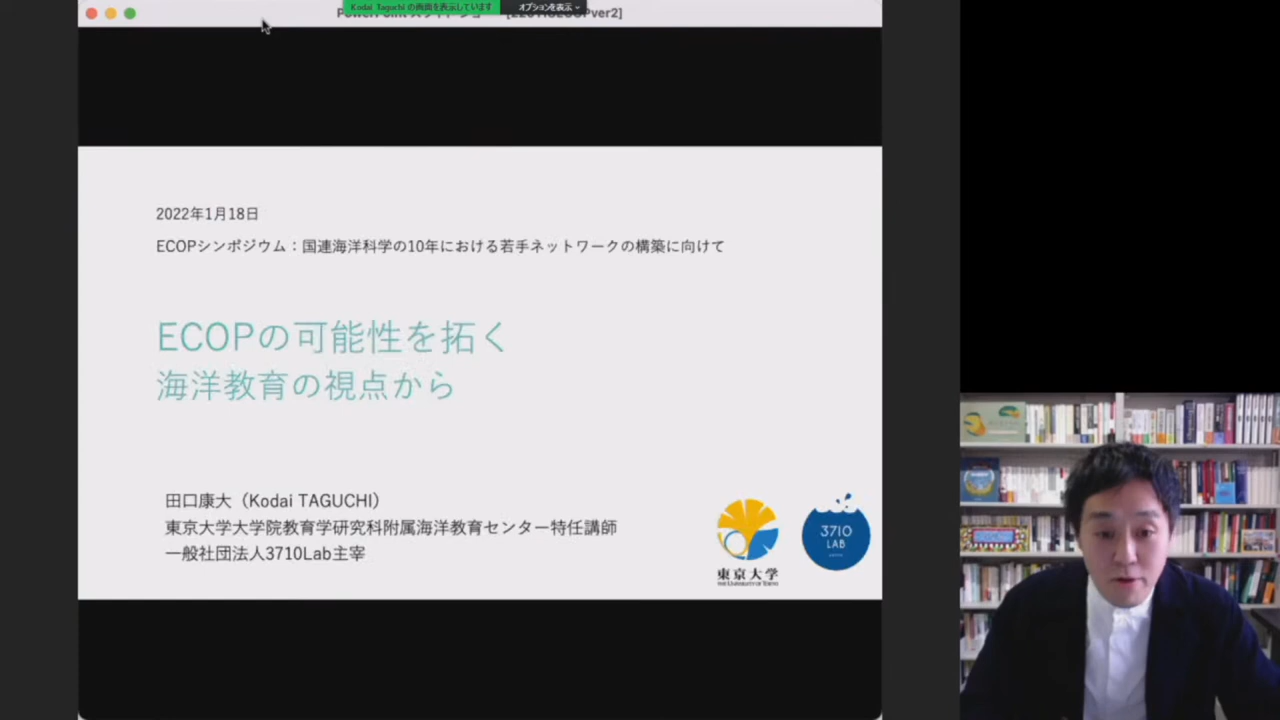 Kodai Taguchi の画面を表示しています
オプションを表示
2022年1月18日
ECOPシンポジウム：国連海洋科学の10年における若手ネットワークの構築に向けて
ECOPの可能性を拓く
海洋教育の視点から
田口康大（Kodai TAGUCHI）
東京大学大学院教育学研究科附属海洋教育センター特任講師
一般社団法人3710Lab主宰
東京大学
THE UNIVERSITY OF TOKYO
3710
LAB